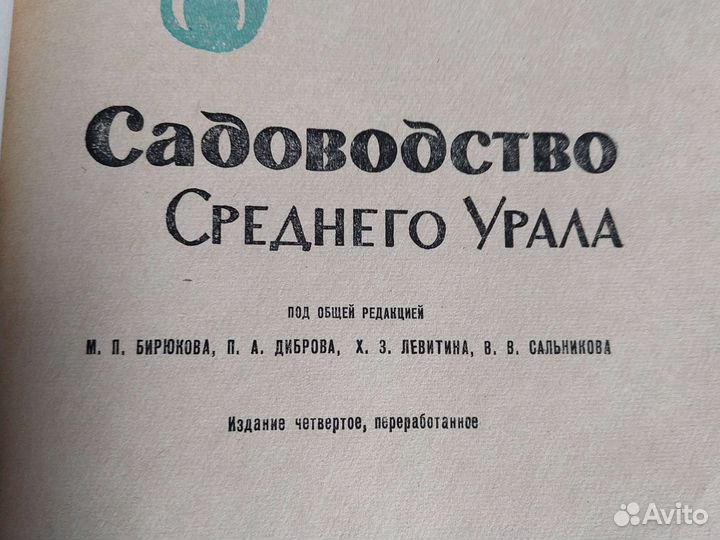 Садоводство
Среднего Урала
ПОД ОБЩЕЙ РЕДАКЦИЕЙ
М. П. БИРЮКОВА, П. А. ДИБРОВА, Х. З. ЛЕВИТИНА, В. В. САЛЬНИКОВА
Издание четвертое, переработанное
Avito